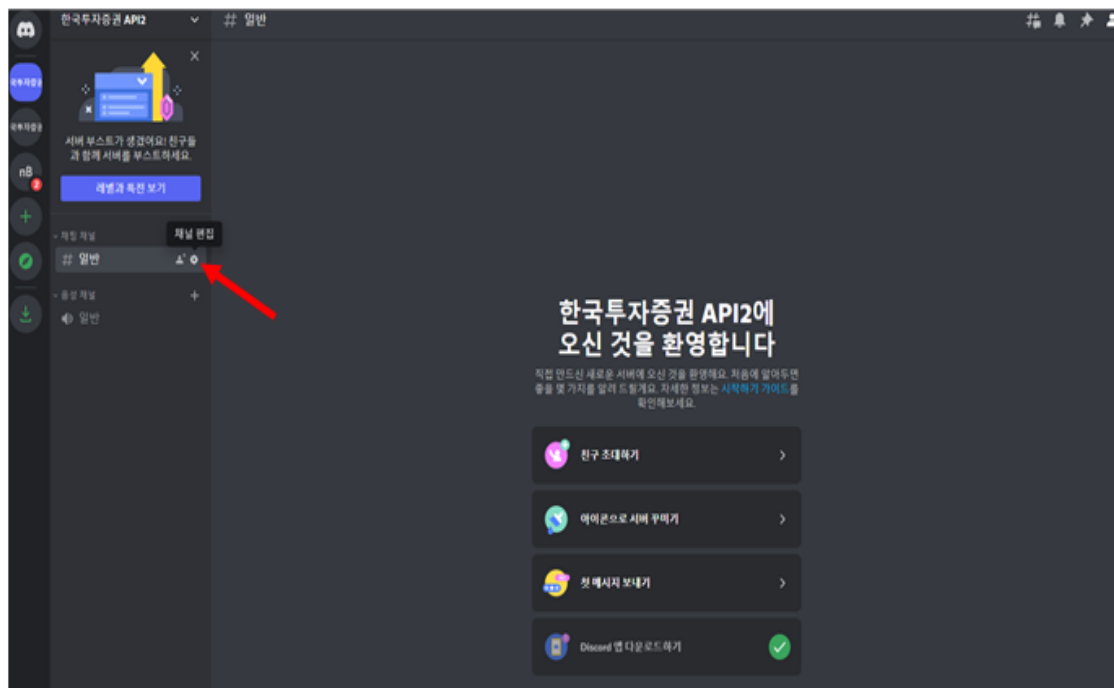 한국투자증권 API2
# 일반
서버 부스트가 생겼어요! 친구들
과 함께 서버를 부스트하세요.
레벨과 특전 보기
nB
2
채팅 채널
채널 편집
# 일반
음성 채널
일반
한국투자증권 API2에
오신 것을 환영합니다
직접 만드신 새로운 서버에 오신 것을 환영해요. 처음에 알아두면
좋을 몇 가지를 알려 드릴게요. 자세한 정보는 시작하기 가이드를
확인해보세요.
친구 초대하기
아이콘으로 서버 꾸미기
첫 메시지 보내기
Discord 앱 다운로드하기